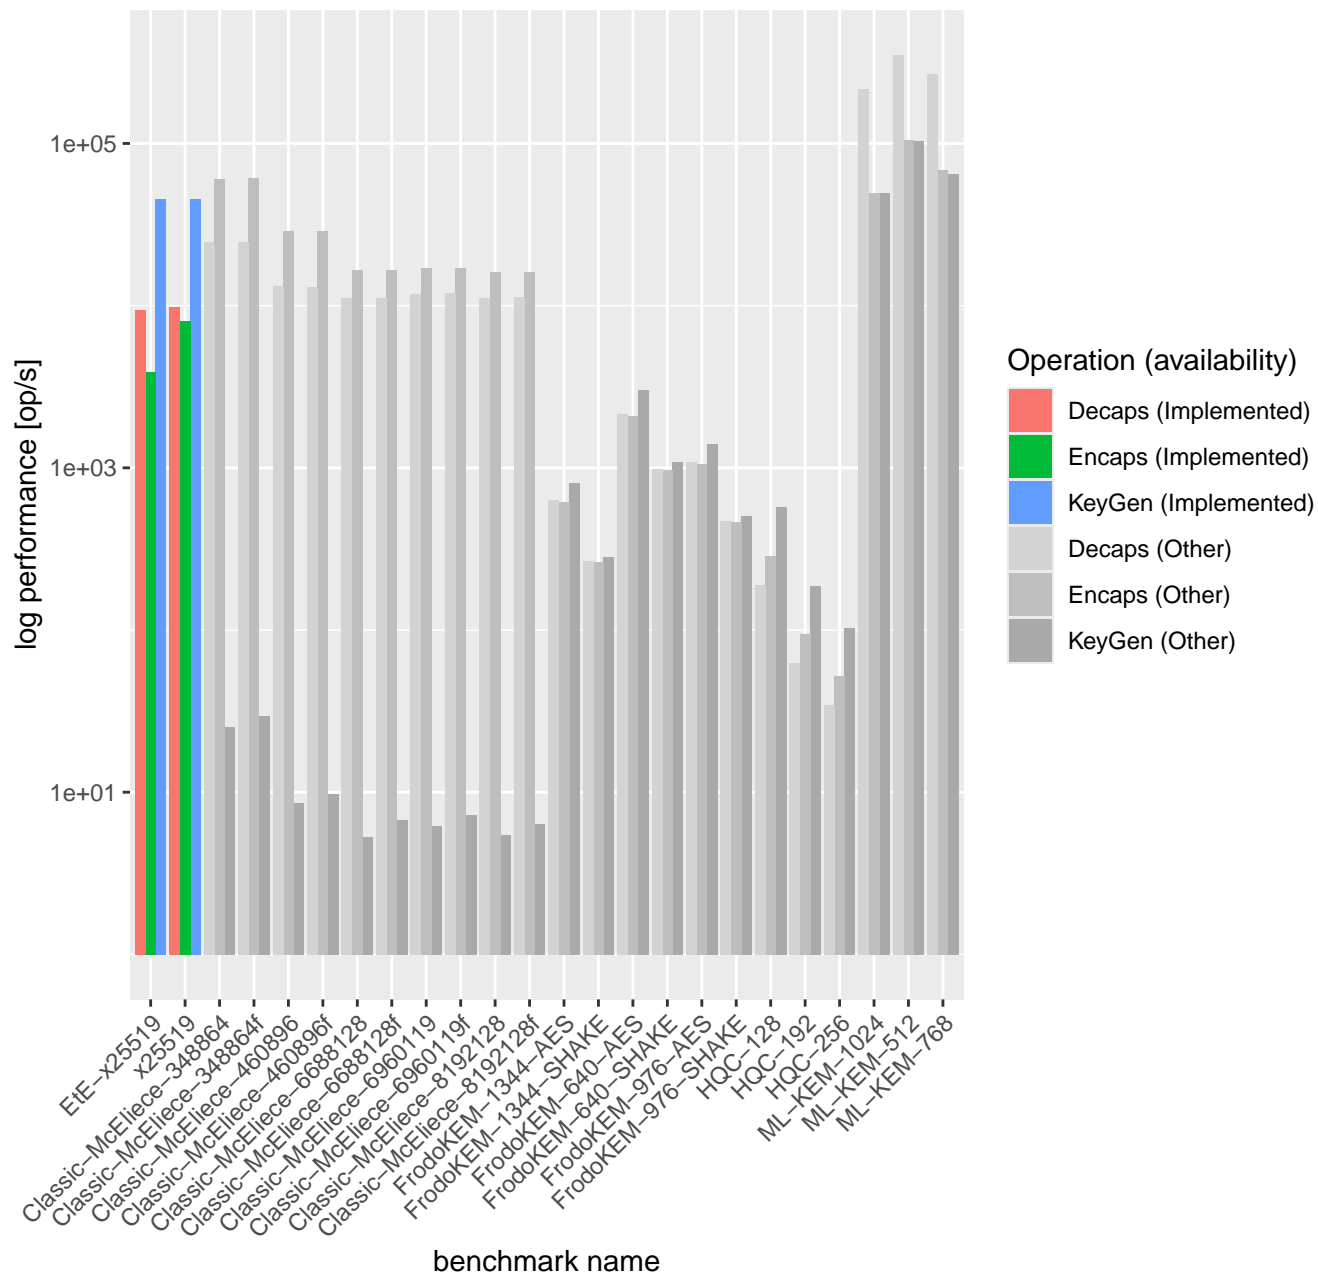 1e+05
1e+03
1e+01
log performance [op/s]
EtE−x25519
x25519
Classic−McEliece−348864
Classic−McEliece−348864f
Classic−McEliece−460896
Classic−McEliece−460896f
Classic−McEliece−6688128
Classic−McEliece−6688128f
Classic−McEliece−6960119
Classic−McEliece−6960119f
Classic−McEliece−8192128
Classic−McEliece−8192128f
FrodoKEM−1344−AES
FrodoKEM−1344−SHAKE
FrodoKEM−640−AES
FrodoKEM−640−SHAKE
FrodoKEM−976−AES
FrodoKEM−976−SHAKE
HQC−128
HQC−192
HQC−256
ML−KEM−1024
ML−KEM−512
ML−KEM−768
benchmark name
Operation (availability)
Decaps (Implemented)
Encaps (Implemented)
KeyGen (Implemented)
Decaps (Other)
Encaps (Other)
KeyGen (Other)